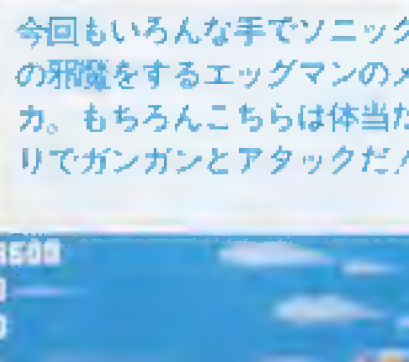 今回もいろんな手でソニック
の邪魔をするエッグマンのメ
カ。もちろんこちらは体当た
りでガンガンとアタックだ!